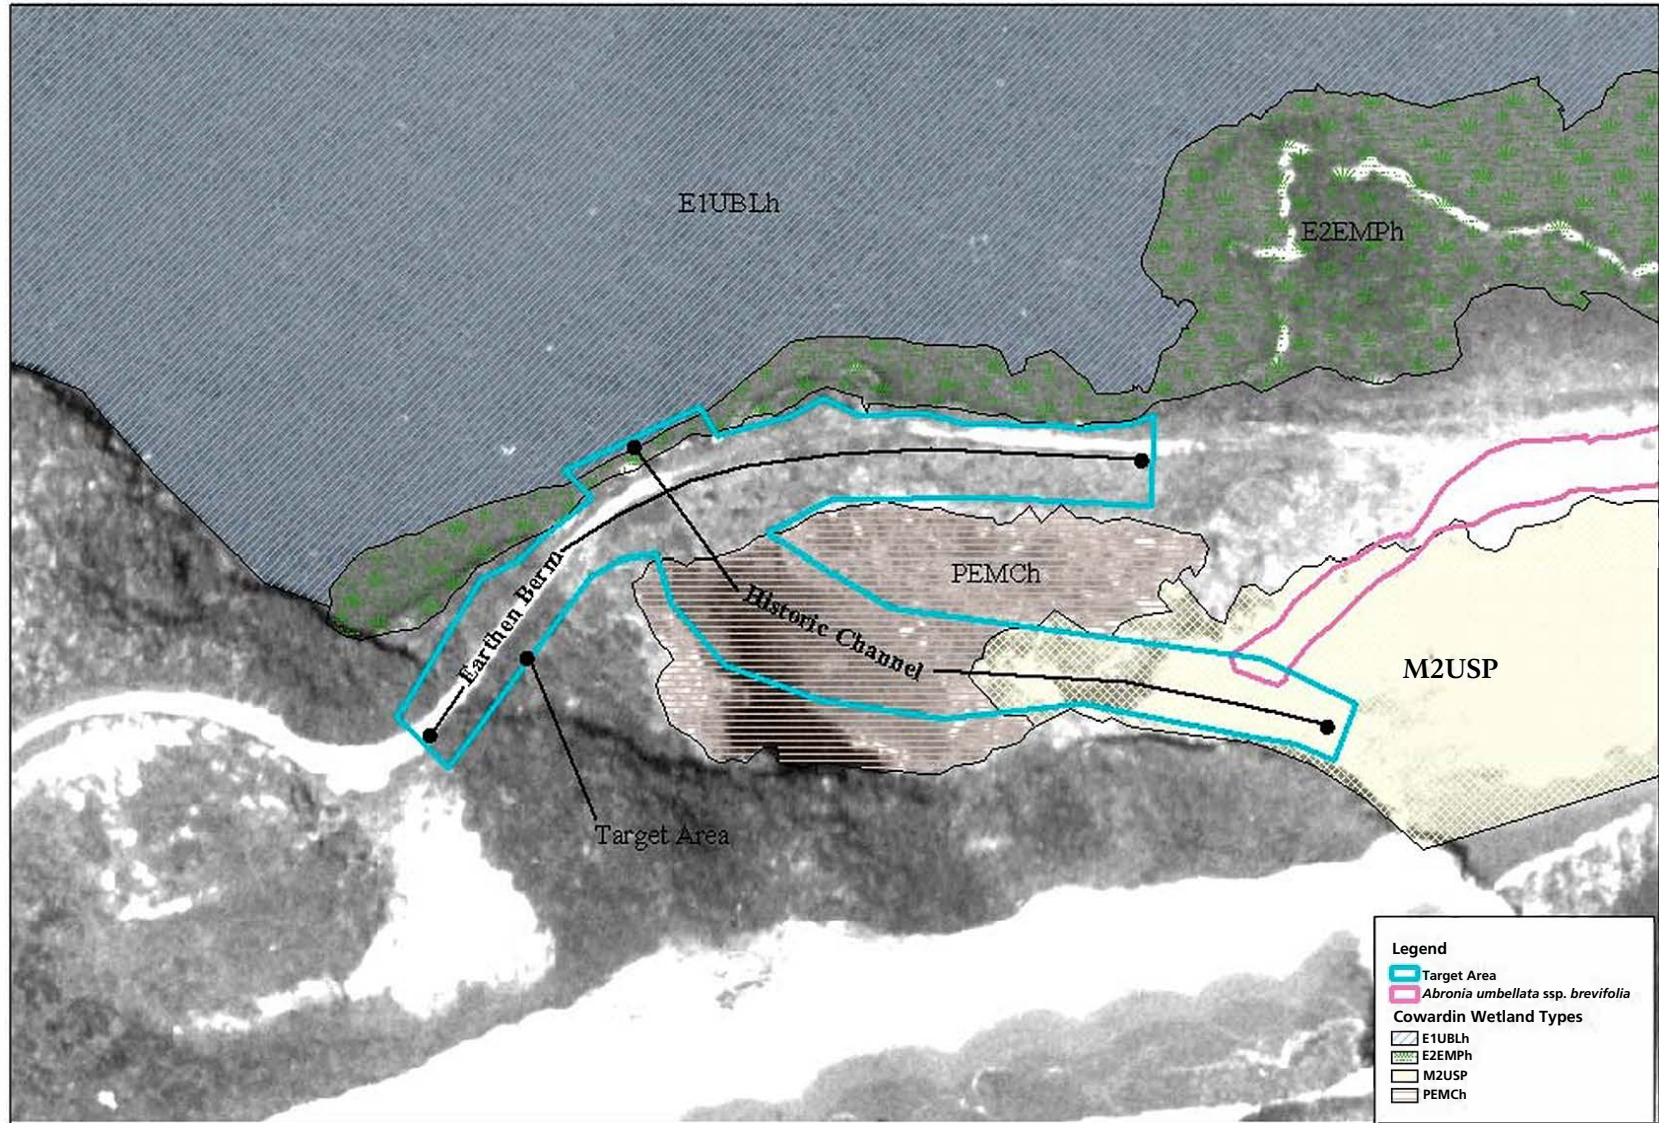 E1UBLh
E2EMPh
Earthen Berm
PEMCh
Historic Channel
M2USP
Target Area
Legend
Target Area
Abronia umbellata ssp. brevifolia
Cowardin Wetland Types
E1UBLh
E2EMPh
M2USP
PEMCh